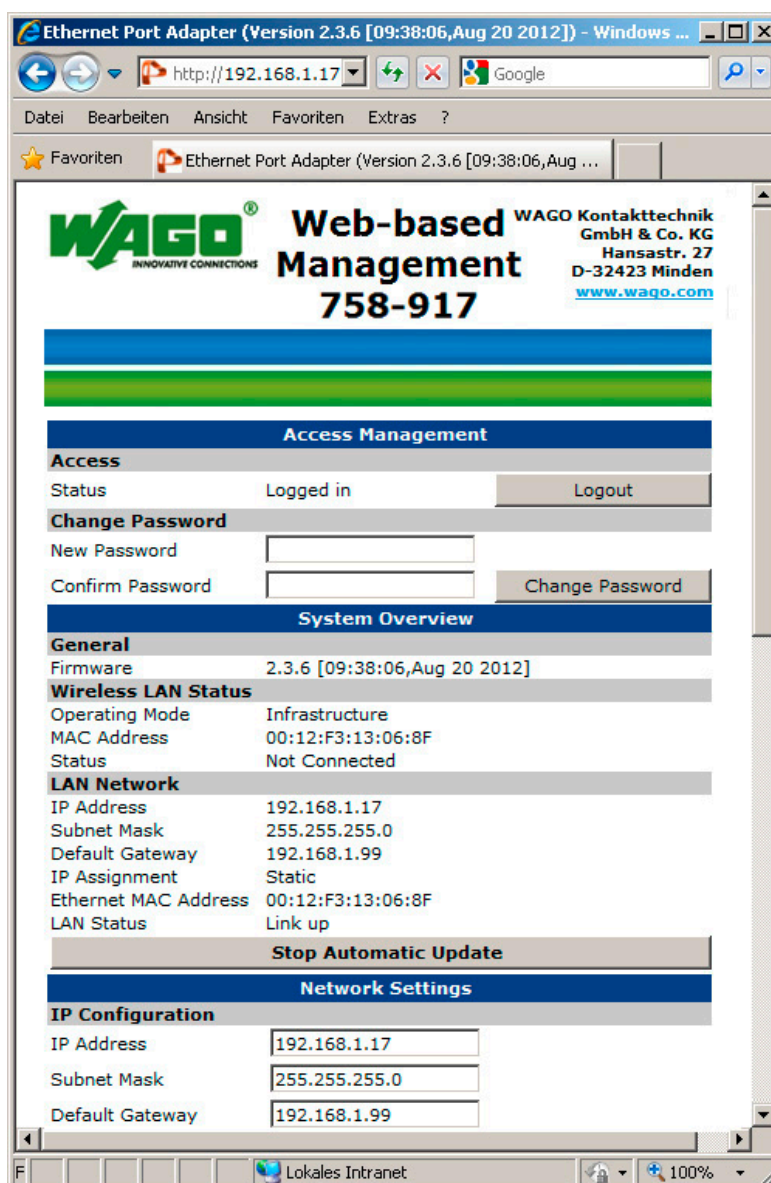 Ethernet Port Adapter (Version 2.3.6 [09:38:06,Aug 20 2012]) - Windows ...
http://192.168.1.17
Google
Datei Bearbeiten Ansicht Favoriten Extras ?
Favoriten
Ethernet Port Adapter (Version 2.3.6 [09:38:06,Aug ...
WAGO®
INNOVATIVE CONNECTIONS
Web-based
Management
758-917
WAGO Kontakttechnik
GmbH & Co. KG
Hansastr. 27
D-32423 Minden
www.wago.com
Access Management
Access
Status Logged in Logout
Change Password
New Password
Confirm Password Change Password
System Overview
General
Firmware 2.3.6 [09:38:06,Aug 20 2012]
Wireless LAN Status
Operating Mode Infrastructure
MAC Address 00:12:F3:13:06:8F
Status Not Connected
LAN Network
IP Address 192.168.1.17
Subnet Mask 255.255.255.0
Default Gateway 192.168.1.99
IP Assignment Static
Ethernet MAC Address 00:12:F3:13:06:8F
LAN Status Link up
Stop Automatic Update
Network Settings
IP Configuration
IP Address 192.168.1.17
Subnet Mask 255.255.255.0
Default Gateway 192.168.1.99
F Lokales Intranet 100%